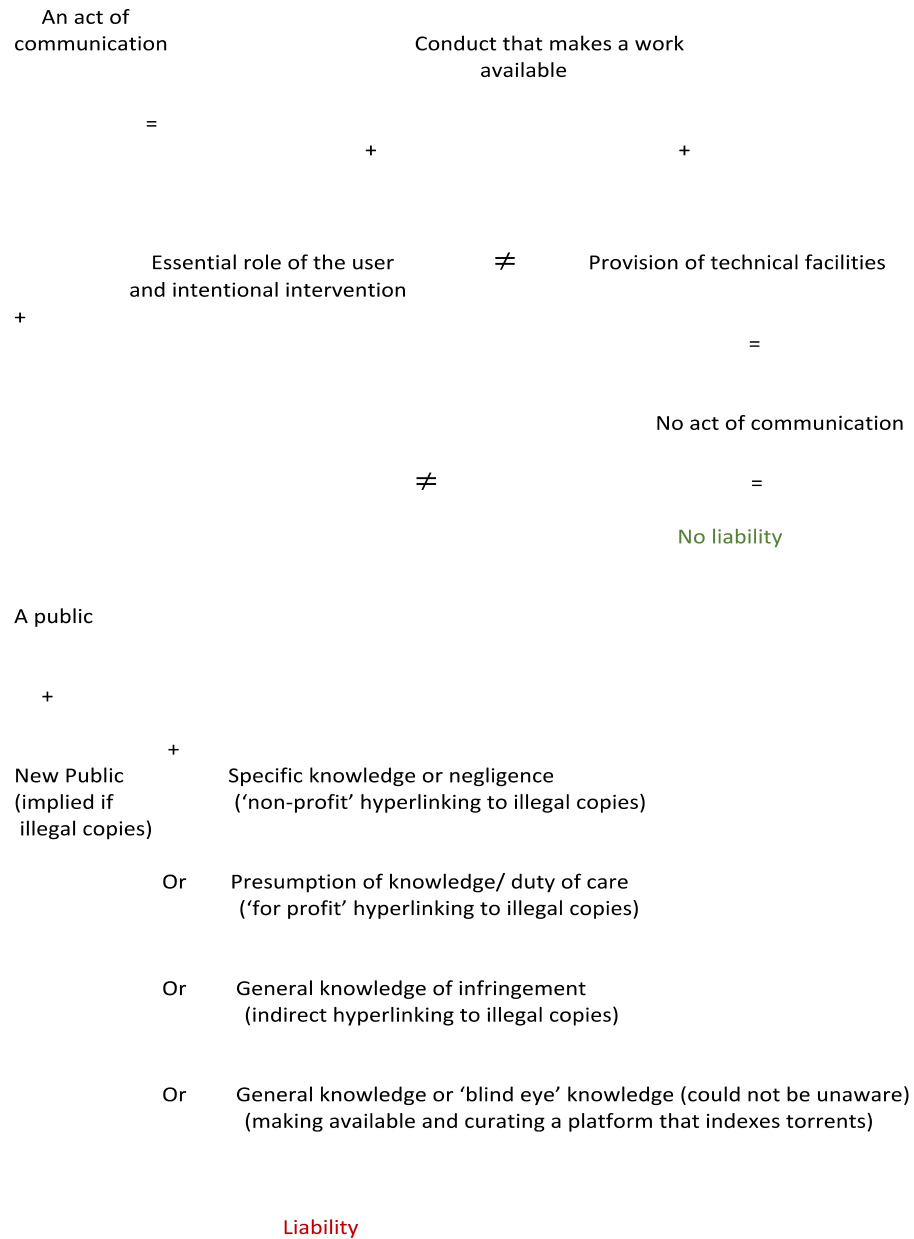 An act of
communication
Conduct that makes a work
available
=
+ +
Essential role of the user
and intentional intervention
≠
Provision of technical facilities
+
=
No act of communication
≠ =
No liability
A public
+
+
New Public
(implied if
illegal copies)
Specific knowledge or negligence
(‘non-profit’ hyperlinking to illegal copies)
Or Presumption of knowledge/ duty of care
(‘for profit’ hyperlinking to illegal copies)
Or General knowledge of infringement
(indirect hyperlinking to illegal copies)
Or General knowledge or ‘blind eye’ knowledge (could not be unaware)
(making available and curating a platform that indexes torrents)
Liability